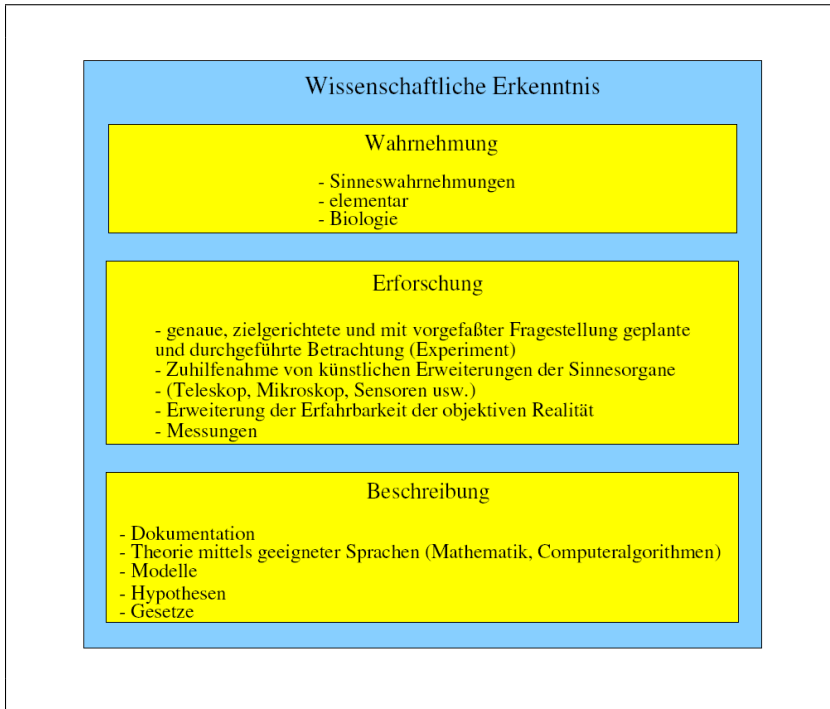 Wissenschaftliche Erkenntnis
Wahrnehmung
- Sinneswahrnehmungen
- elementar
- Biologie
Erforschung
- genaue, zielgerichtete und mit vorgefaßter Fragestellung geplante
und durchgeführte Betrachtung (Experiment)
- Zuhilfenahme von künstlichen Erweiterungen der Sinnesorgane
- (Teleskop, Mikroskop, Sensoren usw.)
- Erweiterung der Erfahrbarkeit der objektiven Realität
- Messungen
Beschreibung
- Dokumentation
- Theorie mittels geeigneter Sprachen (Mathematik, Computeralgorithmen)
- Modelle
- Hypothesen
- Gesetze